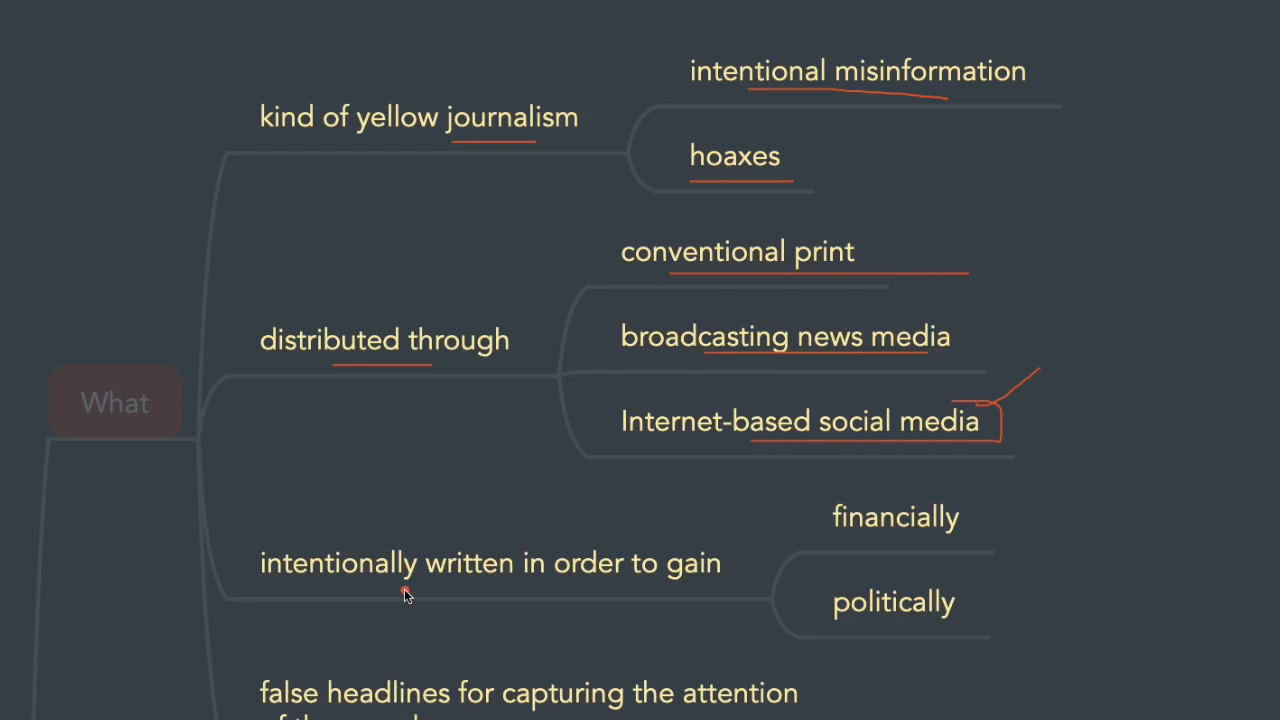 intentional misinformation
kind of yellow journalism
hoaxes
conventional print
distributed through
broadcasting news media
What
Internet-based social media
financially
intentionally written in order to gain
politically
false headlines for capturing the attention